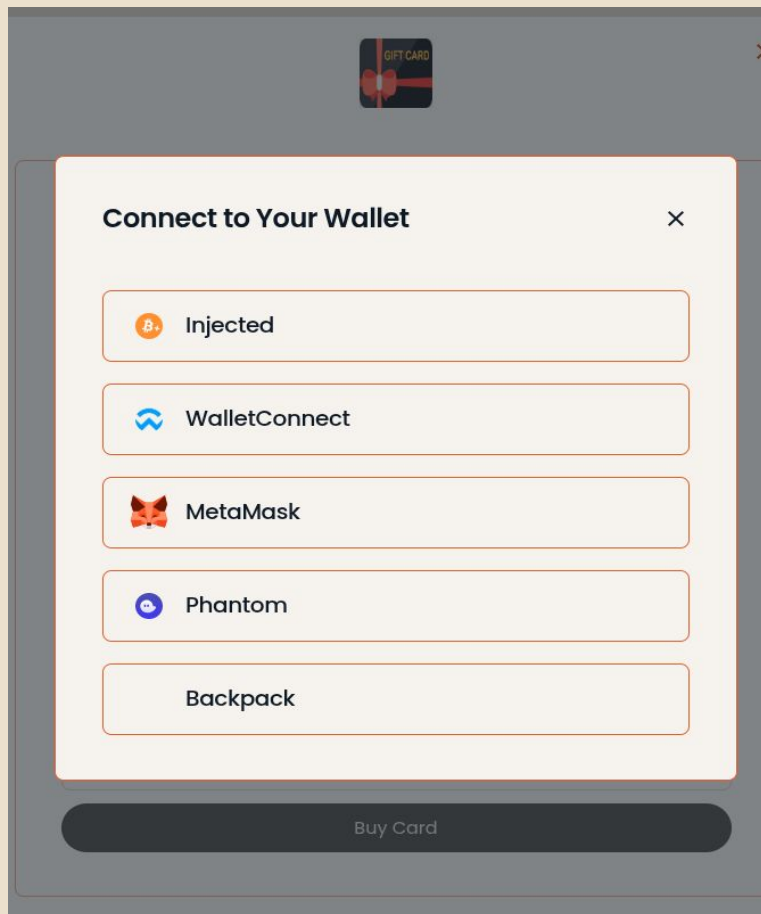 GIFT CARD
Connect to Your Wallet
Injected
WalletConnect
MetaMask
Phantom
Backpack
Buy Card